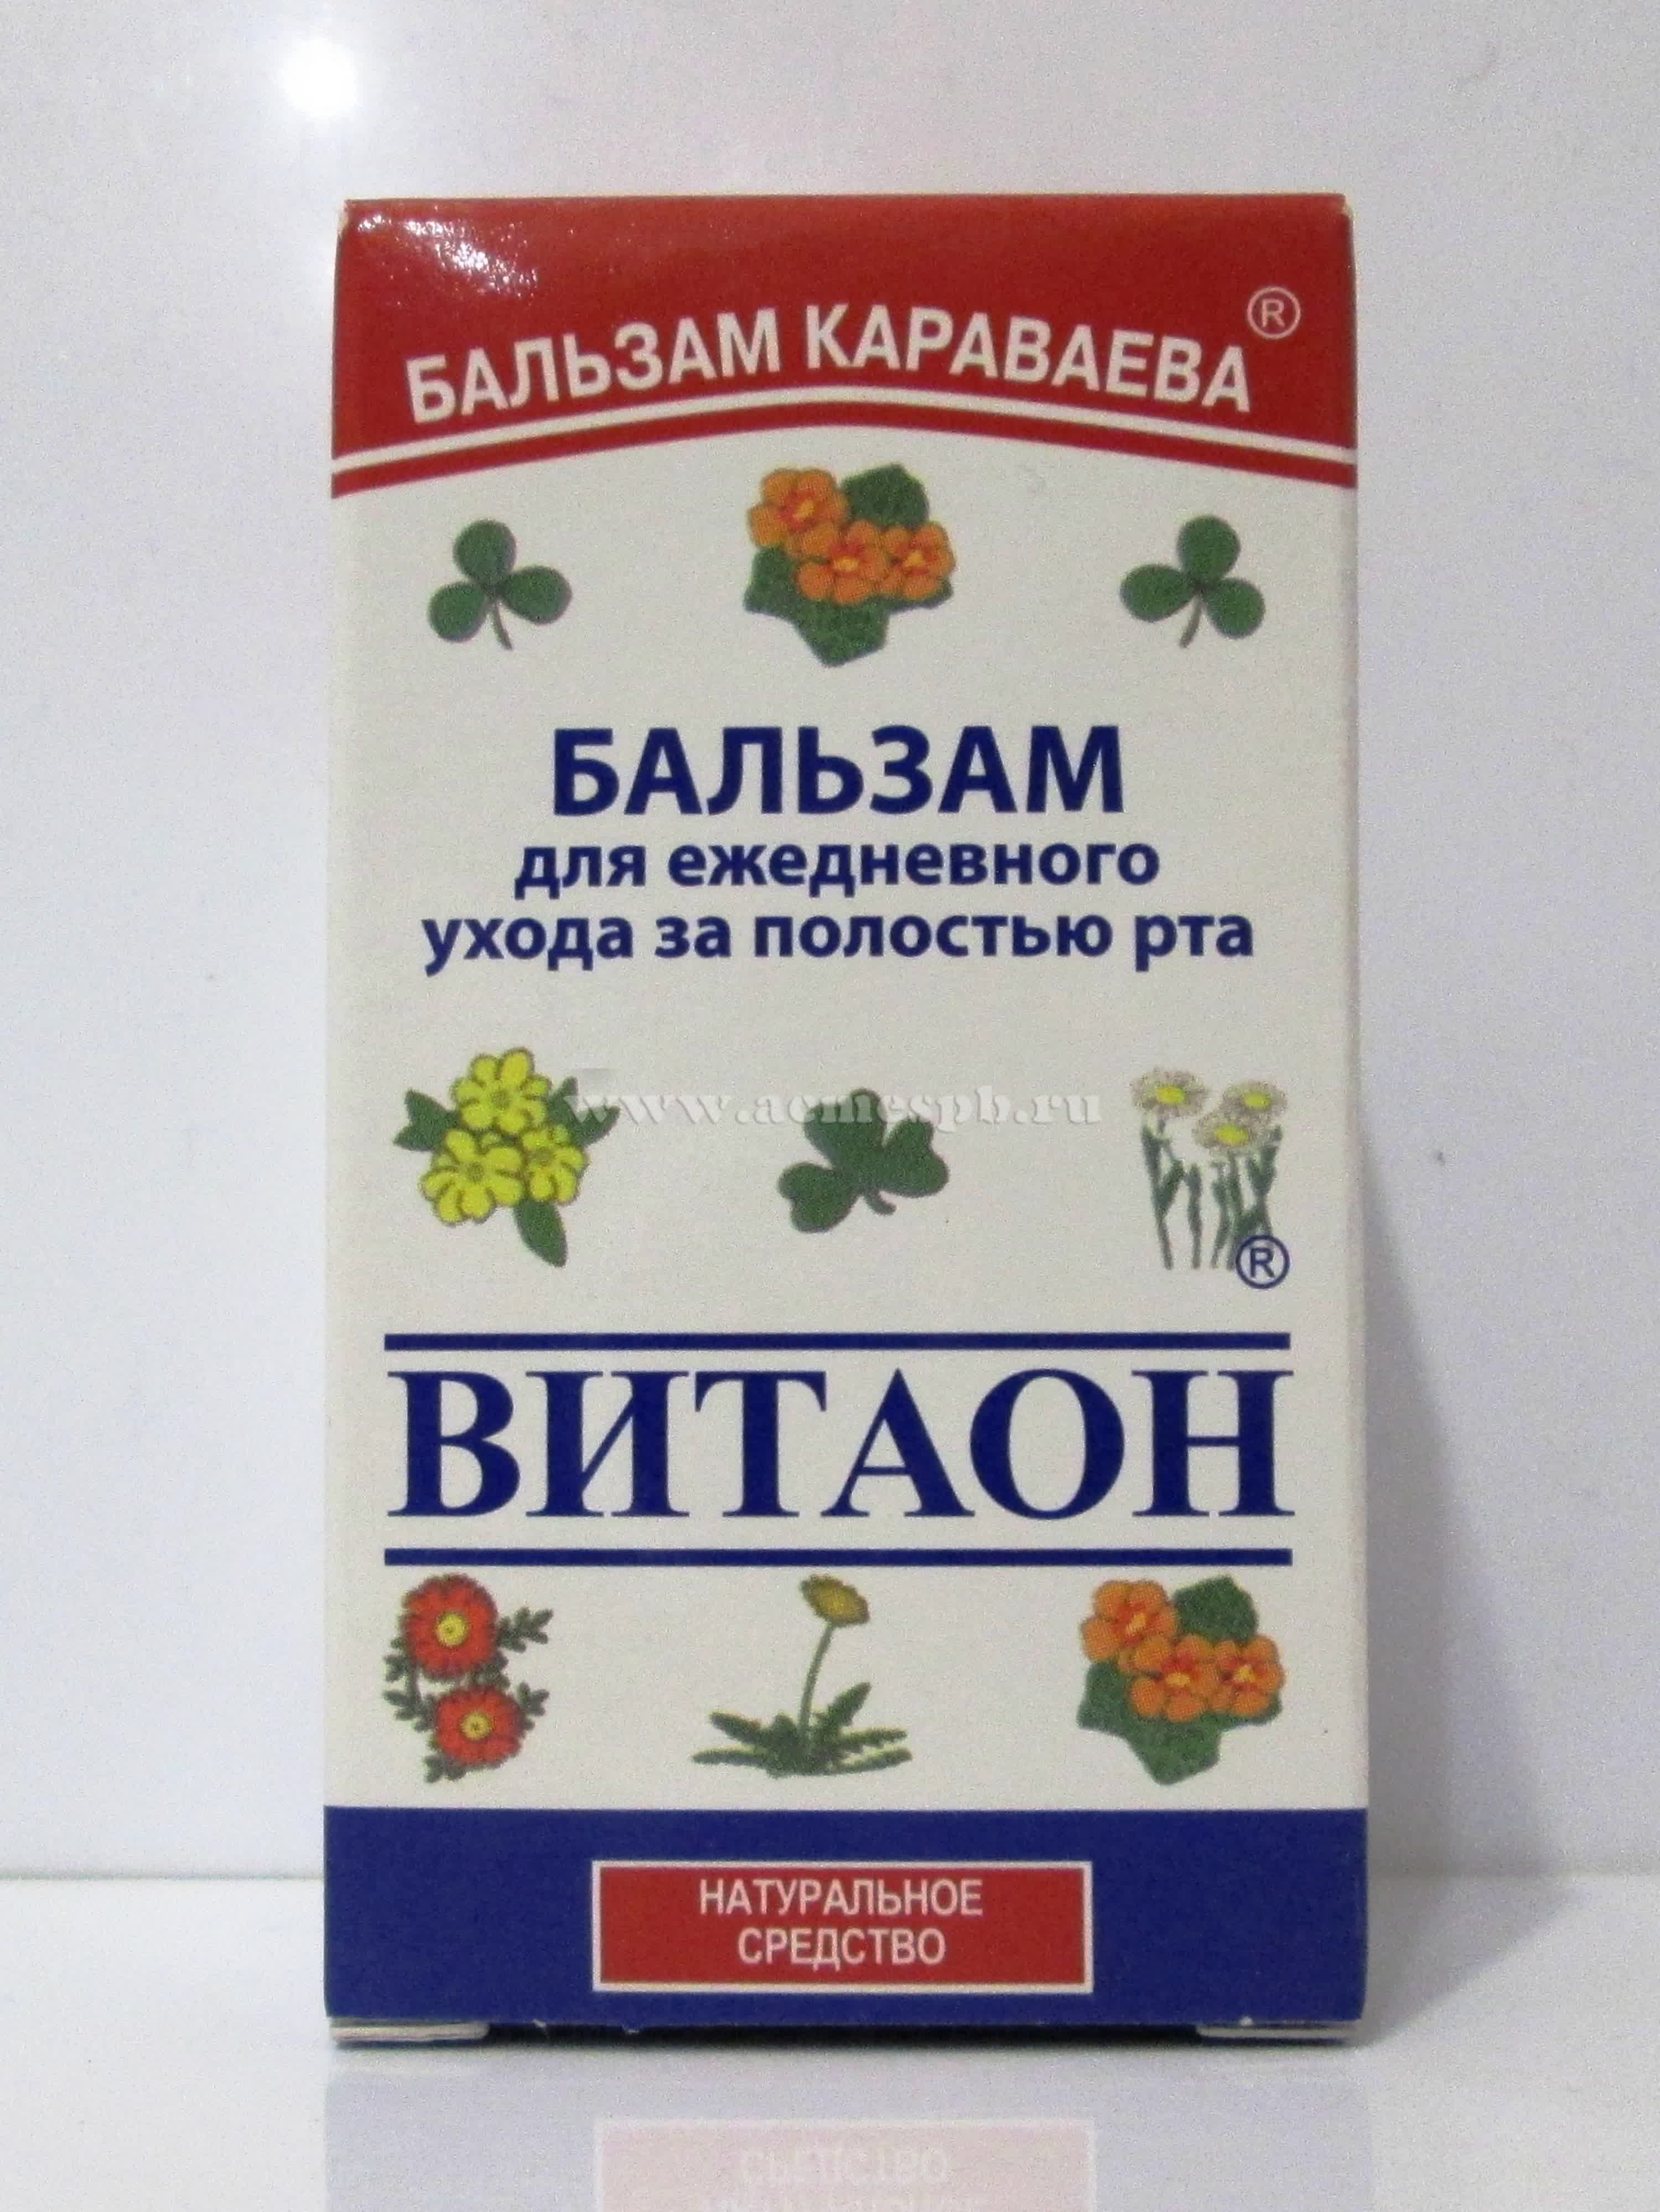 БАЛЬЗАМ КАРАВАЕВА®
БАЛЬЗАМ
для ежедневного
ухода за полостью рта
www.acmespb.ru
®
ВИТАОН
НАТУРАЛЬНОЕ
СРЕДСТВО